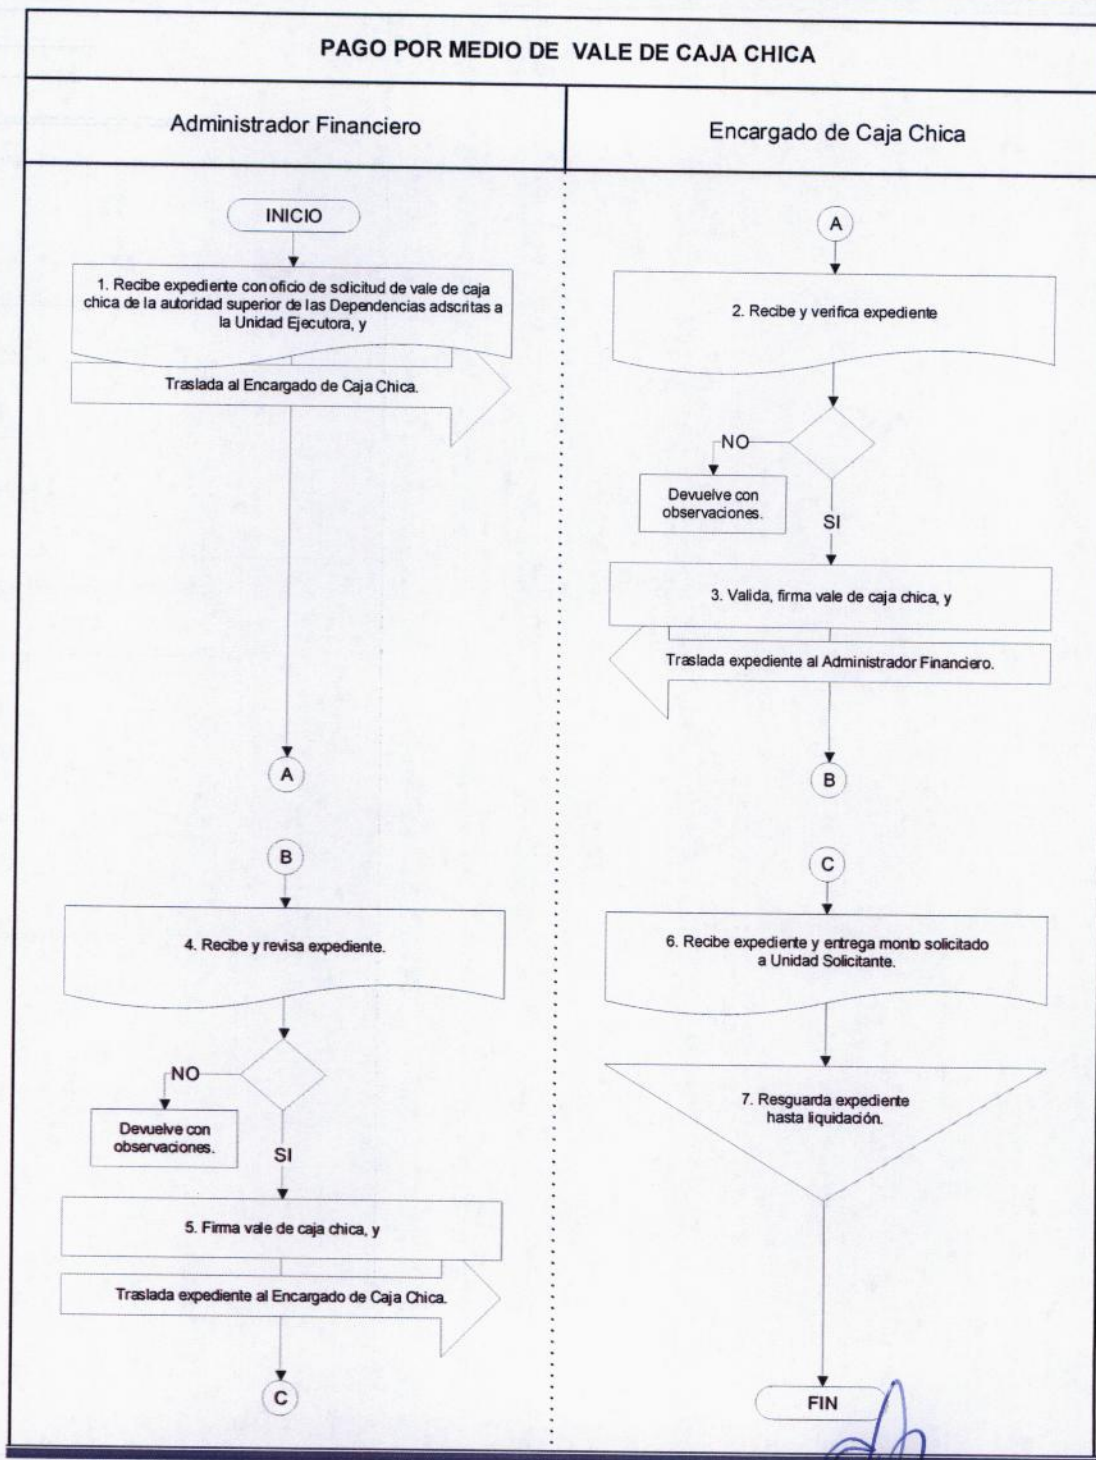 PAGO POR MEDIO DE VALE DE CAJA CHICA
Administrador Financiero
Encargado de Caja Chica
INICIO
1. Recibe expediente con oficio de solicitud de vale de caja
chica de la autoridad superior de las Dependencias adscritas a
la Unidad Ejecutora, y
Traslada al Encargado de Caja Chica.
A
A
2. Recibe y verifica expediente
NO
Devuelve con
observaciones.
SI
3. Valida, firma vale de caja chica, y
Traslada expediente al Administrador Financiero.
B
B
4. Recibe y revisa expediente.
NO
Devuelve con
observaciones.
SI
5. Firma vale de caja chica, y
Traslada expediente al Encargado de Caja Chica.
C
C
6. Recibe expediente y entrega monto solicitado
a Unidad Solicitante.
7. Resguarda expediente
hasta liquidación.
FIN